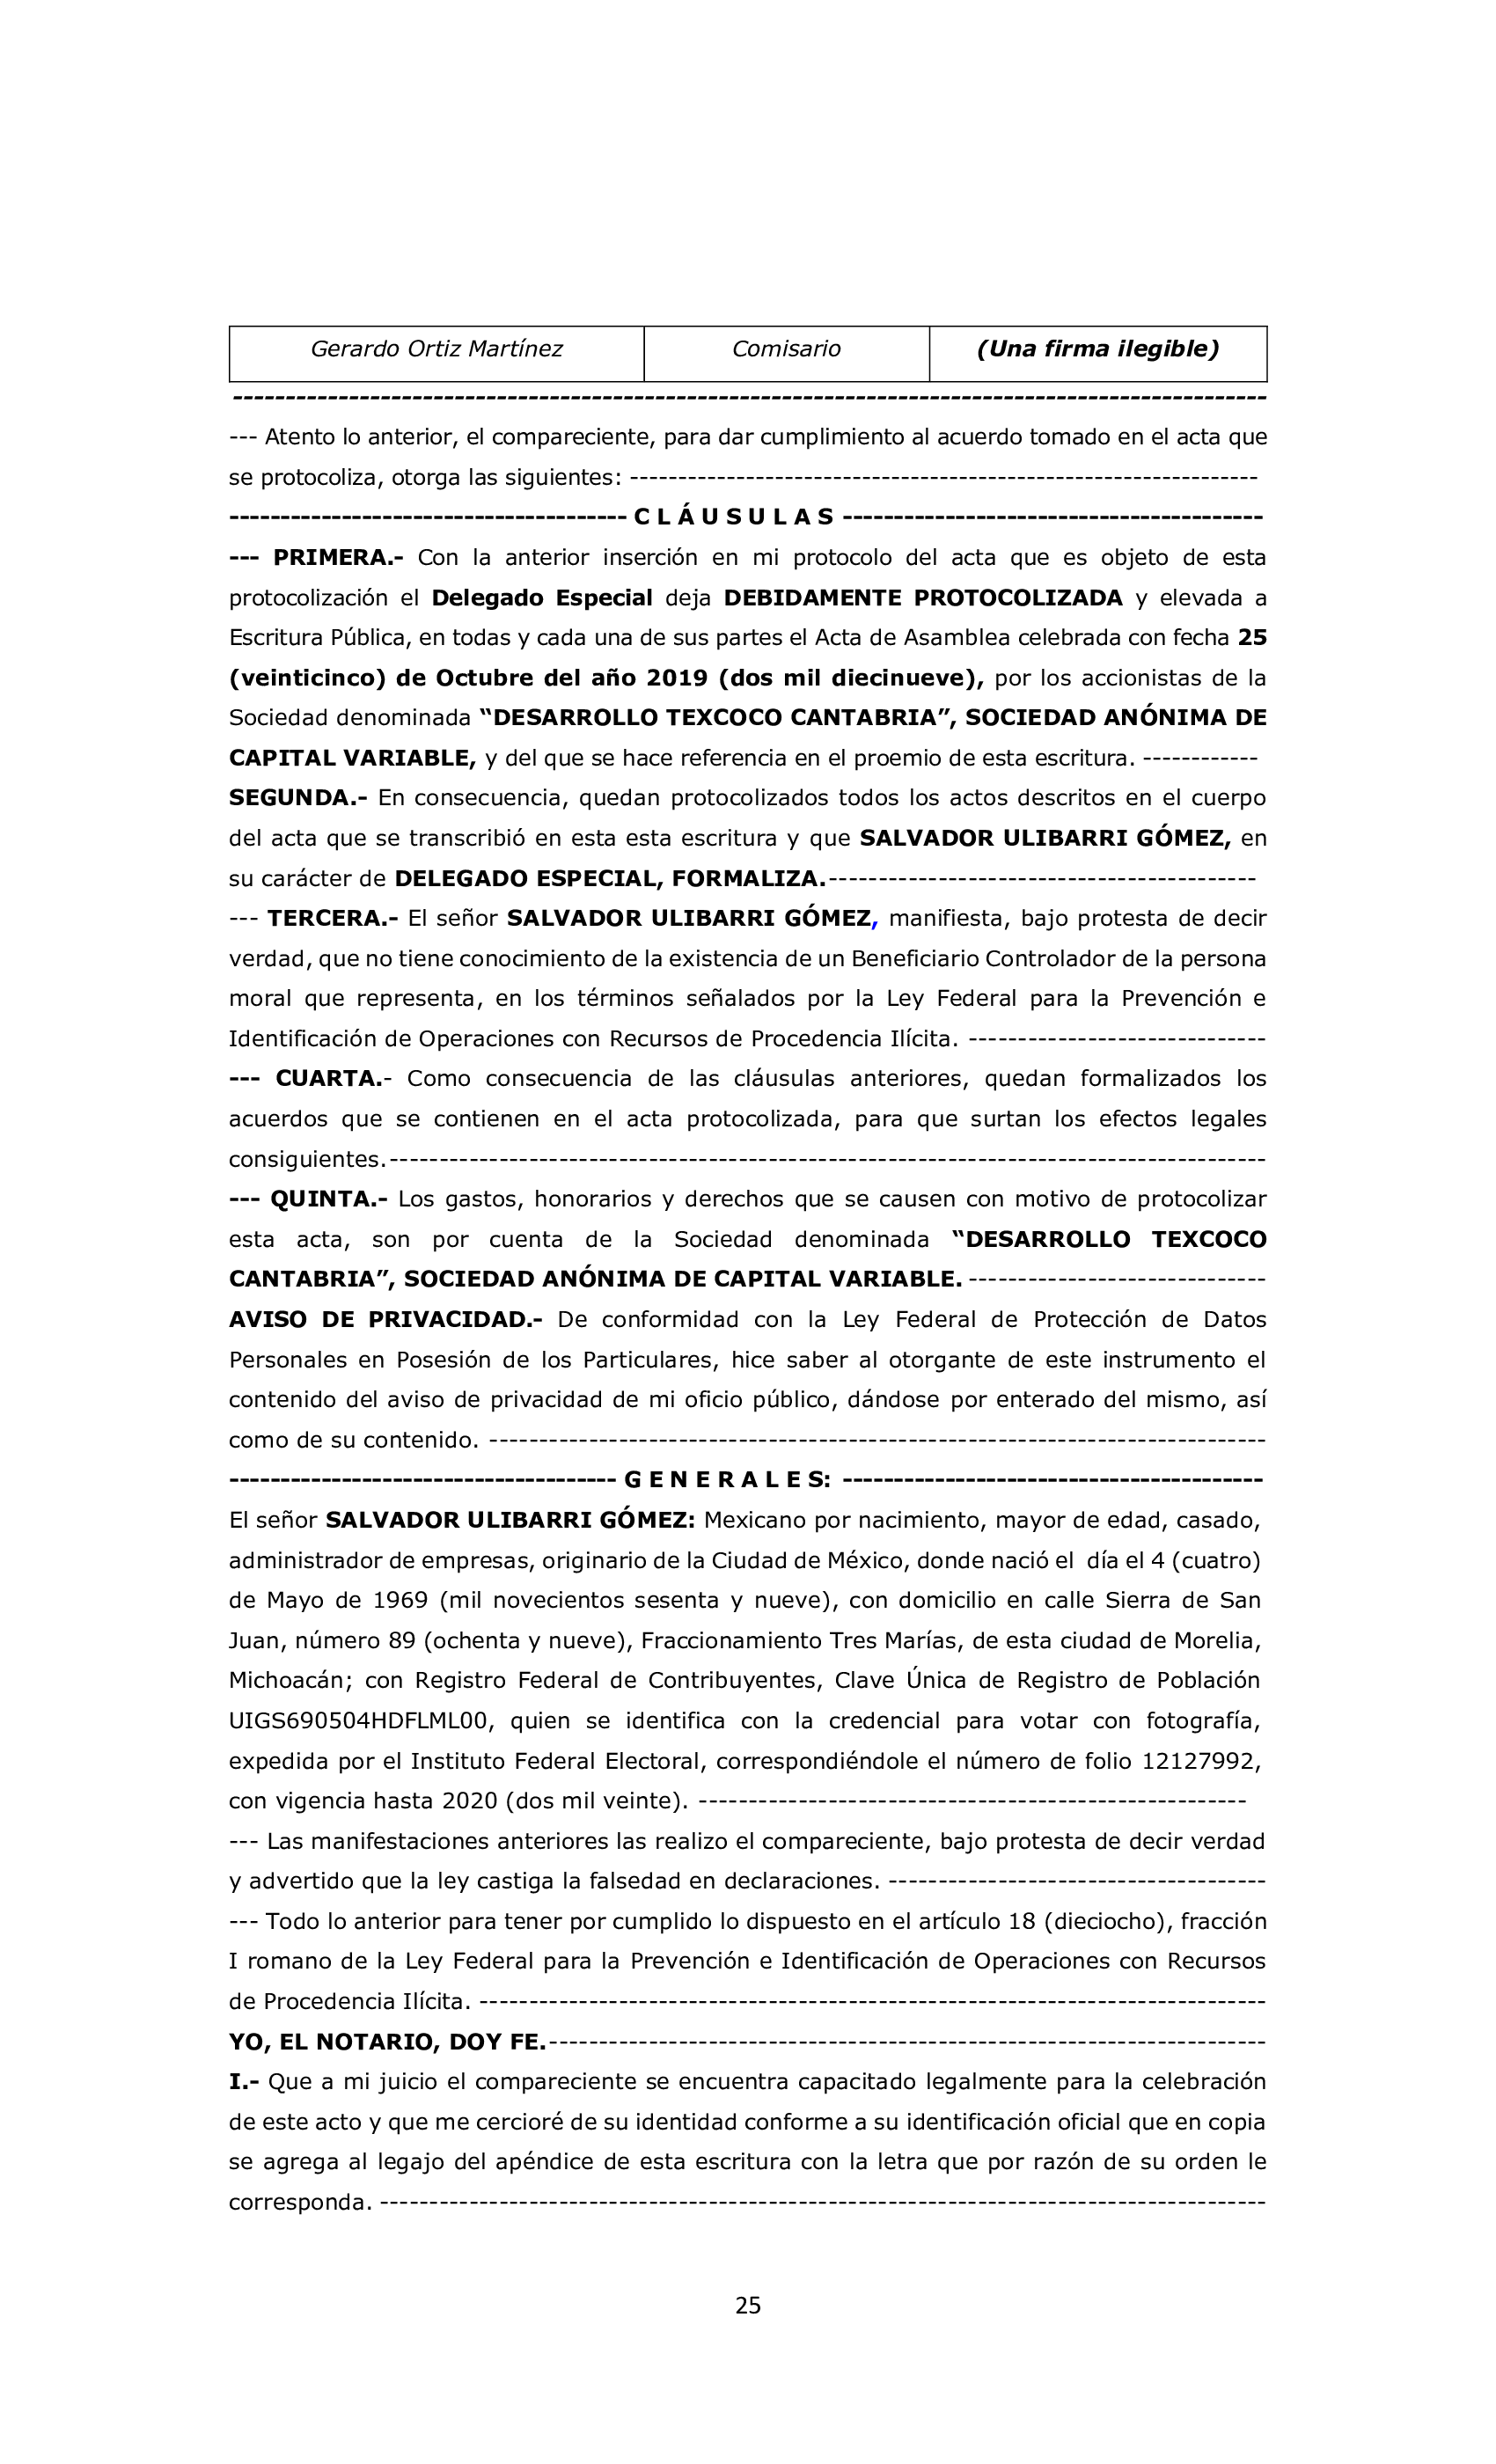 Gerardo Ortiz Martínez Comisario (Una firma ilegible)
----------------------------------------------------------------------------------------------------
--- Atento lo anterior, el compareciente, para dar cumplimiento al acuerdo tomado en el acta que
se protocoliza, otorga las siguientes: -----------------------------------------------------------------
--------------------------------------- C L Á U S U L A S -----------------------------------------
--- PRIMERA.- Con la anterior inserción en mi protocolo del acta que es objeto de esta
protocolización el Delegado Especial deja DEBIDAMENTE PROTOCOLIZADA y elevada a
Escritura Pública, en todas y cada una de sus partes el Acta de Asamblea celebrada con fecha 25
(veinticinco) de Octubre del año 2019 (dos mil diecinueve), por los accionistas de la
Sociedad denominada “DESARROLLO TEXCOCO CANTABRIA”, SOCIEDAD ANÓNIMA DE
CAPITAL VARIABLE, y del que se hace referencia en el proemio de esta escritura. ------------
SEGUNDA.- En consecuencia, quedan protocolizados todos los actos descritos en el cuerpo
del acta que se transcribió en esta esta escritura y que SALVADOR ULIBARRI GÓMEZ, en
su carácter de DELEGADO ESPECIAL, FORMALIZA.-------------------------------------------
--- TERCERA.- El señor SALVADOR ULIBARRI GÓMEZ, manifiesta, bajo protesta de decir
verdad, que no tiene conocimiento de la existencia de un Beneficiario Controlador de la persona
moral que representa, en los términos señalados por la Ley Federal para la Prevención e
Identificación de Operaciones con Recursos de Procedencia Ilícita. ------------------------------
--- CUARTA.- Como consecuencia de las cláusulas anteriores, quedan formalizados los
acuerdos que se contienen en el acta protocolizada, para que surtan los efectos legales
consiguientes.----------------------------------------------------------------------------------------
--- QUINTA.- Los gastos, honorarios y derechos que se causen con motivo de protocolizar
esta acta, son por cuenta de la Sociedad denominada “DESARROLLO TEXCOCO
CANTABRIA”, SOCIEDAD ANÓNIMA DE CAPITAL VARIABLE. ------------------------------
AVISO DE PRIVACIDAD.- De conformidad con la Ley Federal de Protección de Datos
Personales en Posesión de los Particulares, hice saber al otorgante de este instrumento el
contenido del aviso de privacidad de mi oficio público, dándose por enterado del mismo, así
como de su contenido. ------------------------------------------------------------------------------
-------------------------------------- G E N E R A L E S: -----------------------------------------
El señor SALVADOR ULIBARRI GÓMEZ: Mexicano por nacimiento, mayor de edad, casado,
administrador de empresas, originario de la Ciudad de México, donde nació el día el 4 (cuatro)
de Mayo de 1969 (mil novecientos sesenta y nueve), con domicilio en calle Sierra de San
Juan, número 89 (ochenta y nueve), Fraccionamiento Tres Marías, de esta ciudad de Morelia,
Michoacán; con Registro Federal de Contribuyentes, Clave Única de Registro de Población
UIGS690504HDFLML00, quien se identifica con la credencial para votar con fotografía,
expedida por el Instituto Federal Electoral, correspondiéndole el número de folio 12127992,
con vigencia hasta 2020 (dos mil veinte). -------------------------------------------------------
--- Las manifestaciones anteriores las realizo el compareciente, bajo protesta de decir verdad
y advertido que la ley castiga la falsedad en declaraciones. --------------------------------------
--- Todo lo anterior para tener por cumplido lo dispuesto en el artículo 18 (dieciocho), fracción
I romano de la Ley Federal para la Prevención e Identificación de Operaciones con Recursos
de Procedencia Ilícita. -------------------------------------------------------------------------------
YO, EL NOTARIO, DOY FE.------------------------------------------------------------------------
I.- Que a mi juicio el compareciente se encuentra capacitado legalmente para la celebración
de este acto y que me cercioré de su identidad conforme a su identificación oficial que en copia
se agrega al legajo del apéndice de esta escritura con la letra que por razón de su orden le
corresponda. -----------------------------------------------------------------------------------------
25